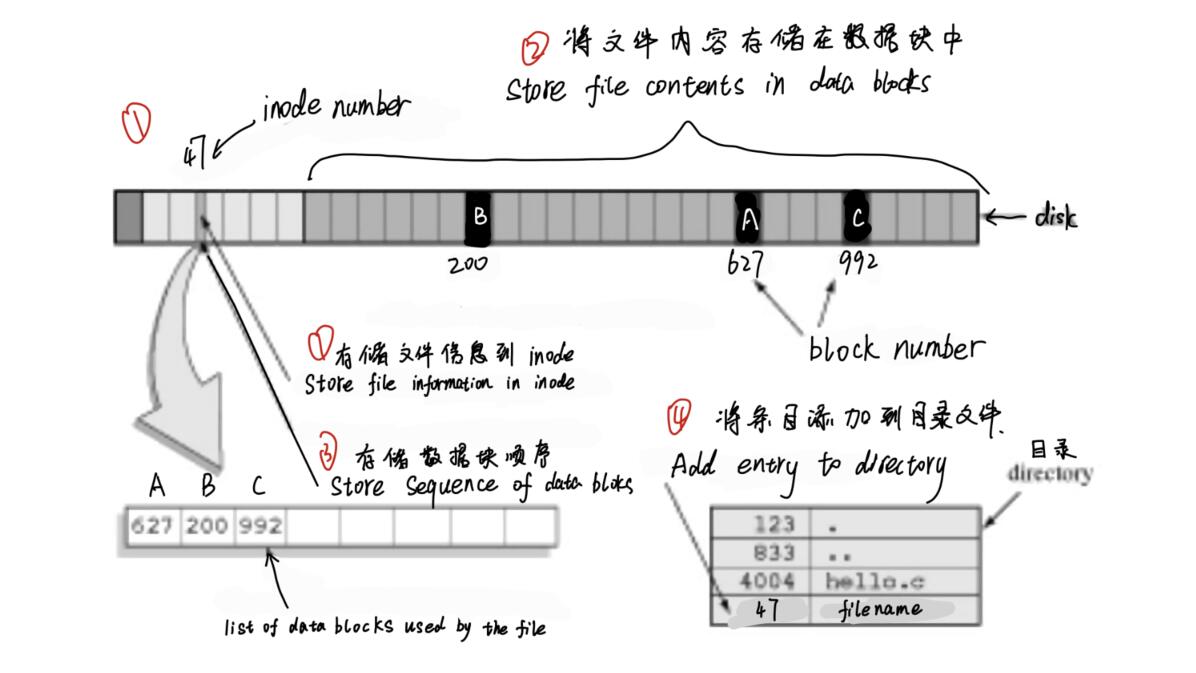 ② 将文件内容存储在数据块中
Store file contents in data blocks
①
inode number
47
B
A
C
disk
200
627
992
block number
① 存储文件信息到 inode
Store file information in inode
③ 存储数据块顺序
Store Sequence of data bloks
A B C
627 200 992
list of data blocks used by the file
④ 将条目添加到目录文件.
Add entry to directory
目录
directory
123 .
833 ..
4004 hello.c
47 filename